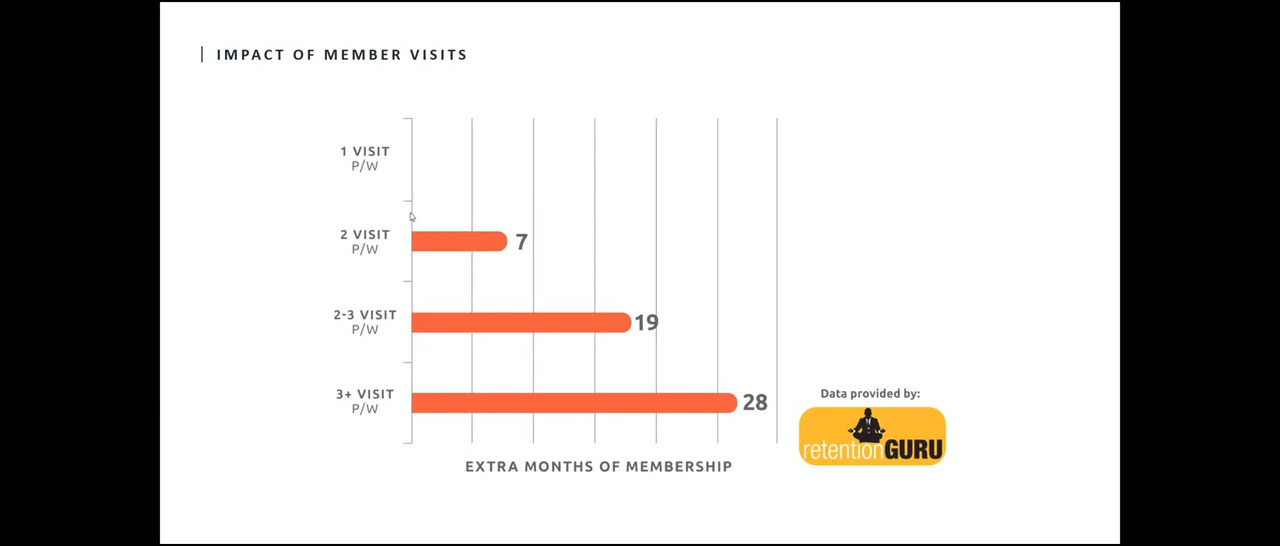 IMPACT OF MEMBER VISITS
1 VISIT
P/W
2 VISIT
P/W
7
2-3 VISIT
P/W
19
3+ VISIT
P/W
28
EXTRA MONTHS OF MEMBERSHIP
Data provided by:
retentionGURU